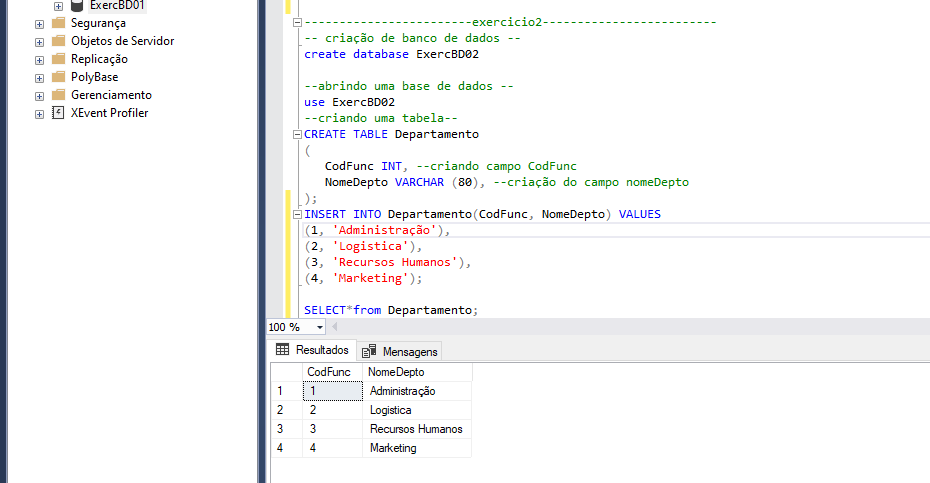 ExercBD01
Segurança
Objetos de Servidor
Replicação
PolyBase
Gerenciamento
XEvent Profiler
------------------------exercicio2-------------------------
-- criação de banco de dados --
create database ExercBD02
--abrindo uma base de dados --
use ExercBD02
--criando uma tabela--
CREATE TABLE Departamento
(
CodFunc INT, --criando campo CodFunc
NomeDepto VARCHAR (80), --criação do campo nomeDepto
);
INSERT INTO Departamento(CodFunc, NomeDepto) VALUES
(1, 'Administração'),
(2, 'Logistica'),
(3, 'Recursos Humanos'),
(4, 'Marketing');
SELECT*from Departamento;
100 %
Resultados Mensagens
CodFunc NomeDepto
1 1 Administração
2 2 Logistica
3 3 Recursos Humanos
4 4 Marketing